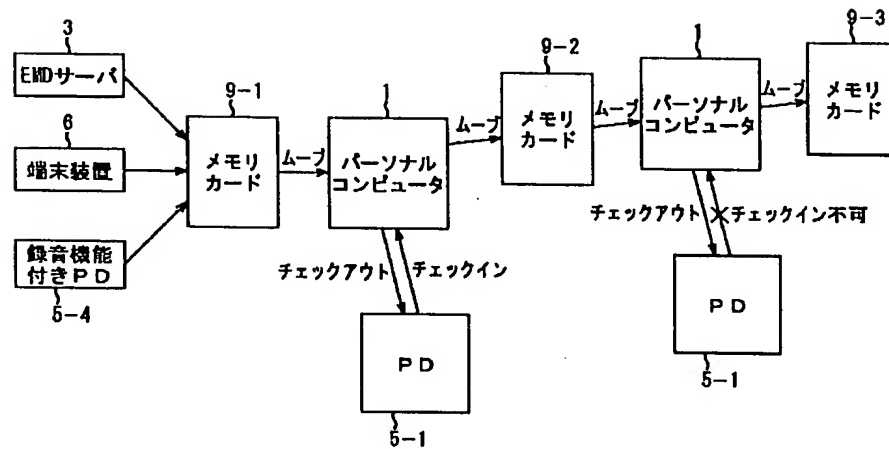 3
EMDサーバ
6
端末装置
録音機能
付きPD
5-4
9-1
メモリ
カード
ムーブ
1
パーソナル
コンピュータ
チェックアウト
チェックイン
PD
5-1
ムーブ
9-2
メモリ
カード
ムーブ
1
パーソナル
コンピュータ
チェックアウト
チェックイン不可
PD
5-1
ムーブ
9-3
メモリ
カード